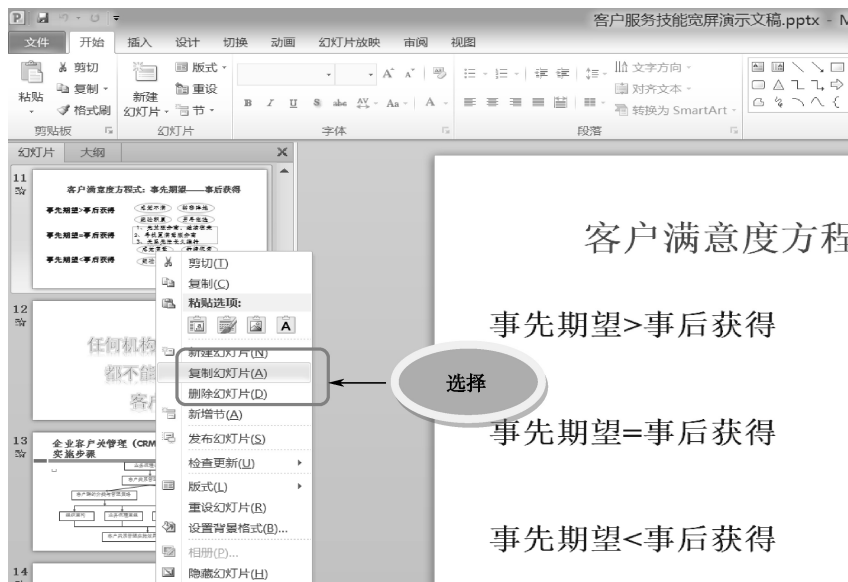 客户服务技能宽屏演示文稿.pptx - M
文件 开始 插入 设计 切换 动画 幻灯片放映 审阅 视图
粘贴 剪切 复制 格式刷
新建 幻灯片 版式 重设 节
B I U S abc AV Aa A
文字方向
对齐文本
转换为 SmartArt
剪贴板 幻灯片 字体 段落
幻灯片 大纲
11
客户满意度方程式：事先期望——事后获得
事先期望>事后获得
事先期望=事后获得
事先期望<事后获得
12
任何机构
都不能
客户
13
企业客户关管理（CRM
实施步骤
14
剪切(T)
复制(C)
粘贴选项:
新建幻灯片(N)
复制幻灯片(A)
删除幻灯片(D)
新增节(A)
发布幻灯片(S)
检查更新(U)
版式(L)
重设幻灯片(R)
设置背景格式(B)...
相册(P)...
隐藏幻灯片(H)
选择
客户满意度方程
事先期望>事后获得
事先期望=事后获得
事先期望<事后获得